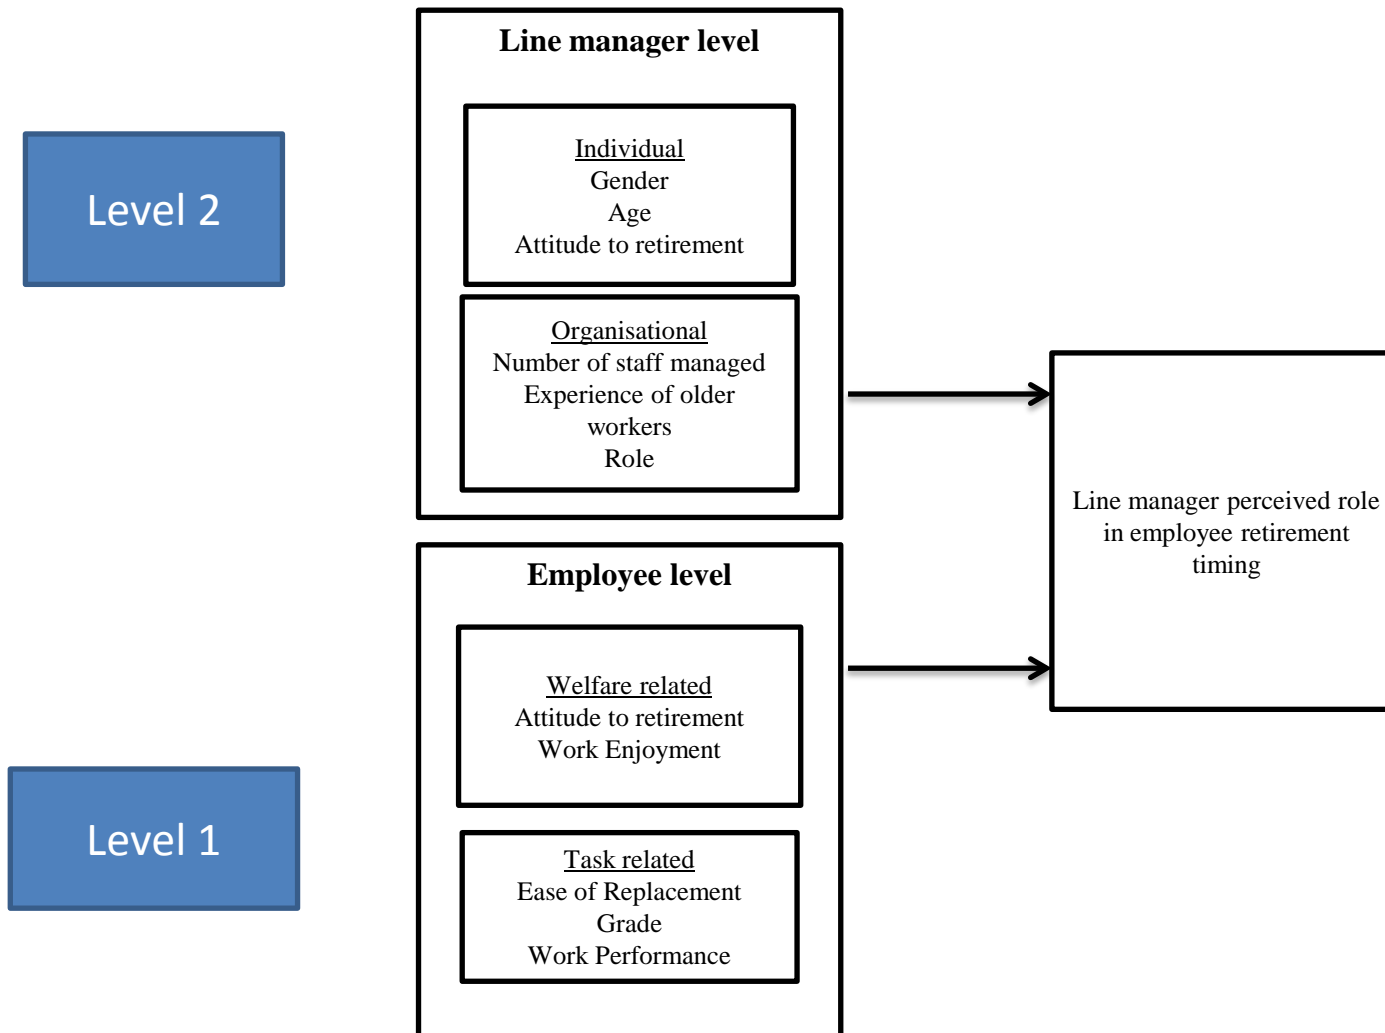 Line manager level
Level 2
Individual
Gender
Age
Attitude to retirement
Organisational
Number of staff managed
Experience of older
workers
Role
Line manager perceived role
in employee retirement
timing
Employee level
Level 1
Welfare related
Attitude to retirement
Work Enjoyment
Task related
Ease of Replacement
Grade
Work Performance